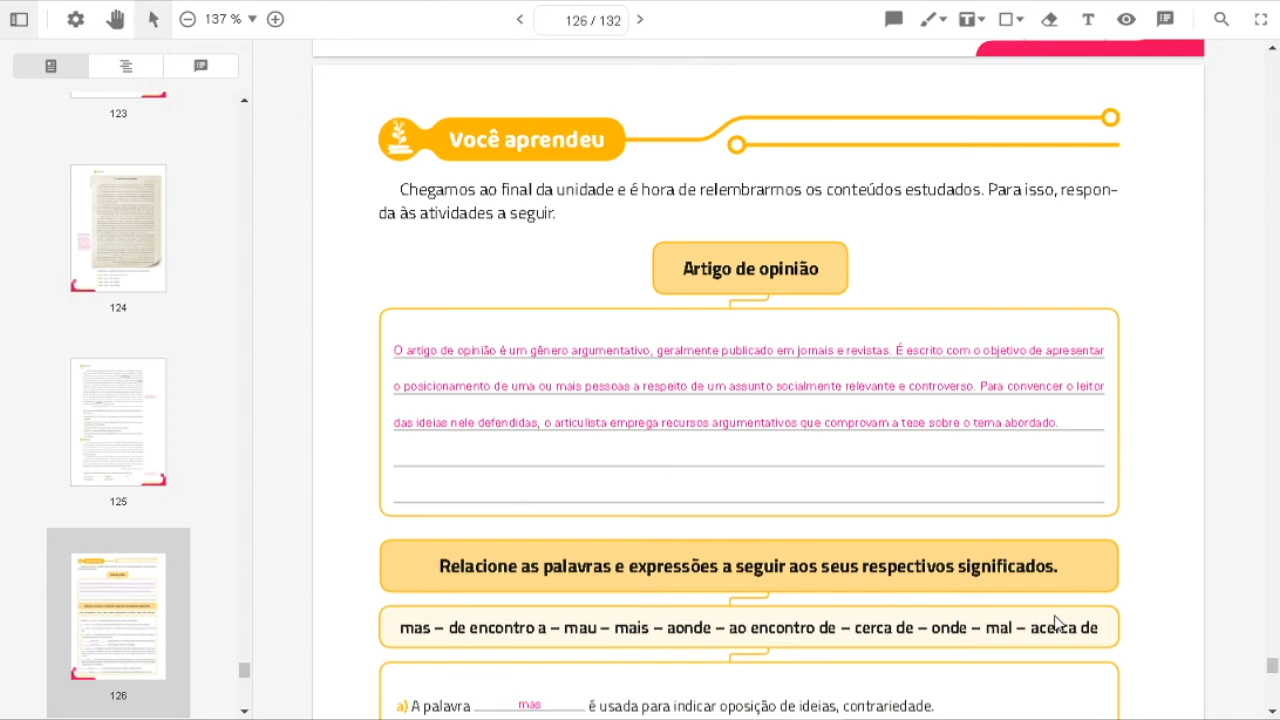 137 %
126 / 132
123
124
125
126
Você aprendeu
Chegamos ao final da unidade e é hora de relembrarmos os conteúdos estudados. Para isso, respon-
da às atividades a seguir.
Artigo de opinião
O artigo de opinião é um gênero argumentativo, geralmente publicado em jornais e revistas. É escrito com o objetivo de apresentar
o posicionamento de uma ou mais pessoas a respeito de um assunto socialmente relevante e controverso. Para convencer o leitor
das ideias nele defendidas, o articulista emprega recursos argumentativos que comprovam a tese sobre o tema abordado.
Relacione as palavras e expressões a seguir aos seus respectivos significados.
mas – de encontro – mau – mais – aonde – ao encontro – cerca de – onde – mal – acerca de
a) A palavra mas é usada para indicar oposição de ideias, contrariedade.